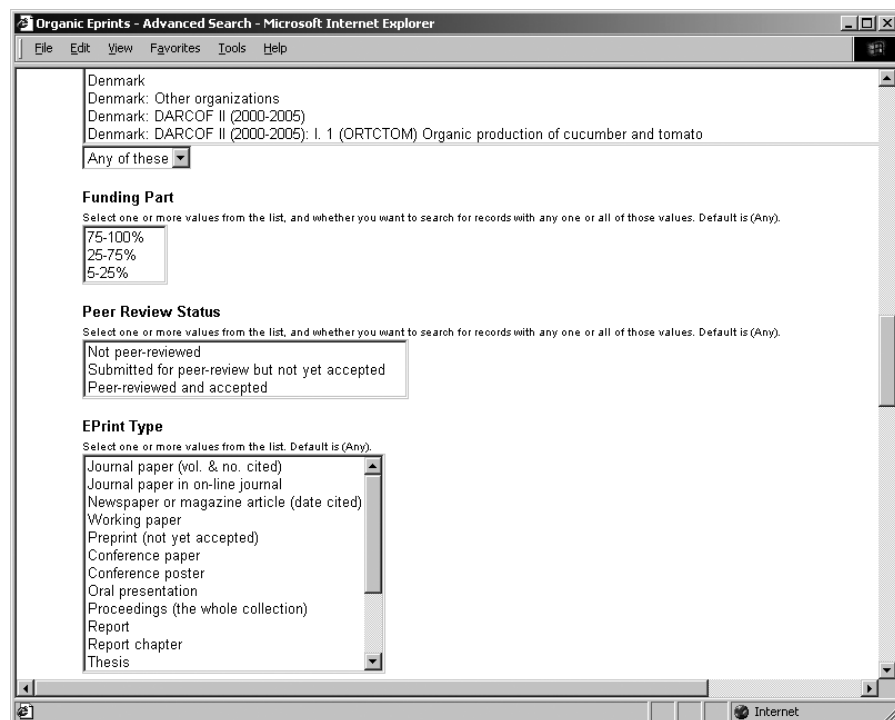 Organic Eprints - Advanced Search - Microsoft Internet Explorer
File Edit View Favorites Tools Help
Denmark
Denmark: Other organizations
Denmark: DARCOF II (2000-2005)
Denmark: DARCOF II (2000-2005): I. 1 (ORTCTOM) Organic production of cucumber and tomato
Any of these
Funding Part
Select one or more values from the list, and whether you want to search for records with any one or all of those values. Default is (Any).
75-100%
25-75%
5-25%
Peer Review Status
Select one or more values from the list, and whether you want to search for records with any one or all of those values. Default is (Any).
Not peer-reviewed
Submitted for peer-review but not yet accepted
Peer-reviewed and accepted
EPrint Type
Select one or more values from the list. Default is (Any).
Journal paper (vol. & no. cited)
Journal paper in on-line journal
Newspaper or magazine article (date cited)
Working paper
Preprint (not yet accepted)
Conference paper
Conference poster
Oral presentation
Proceedings (the whole collection)
Report
Report chapter
Thesis
Internet